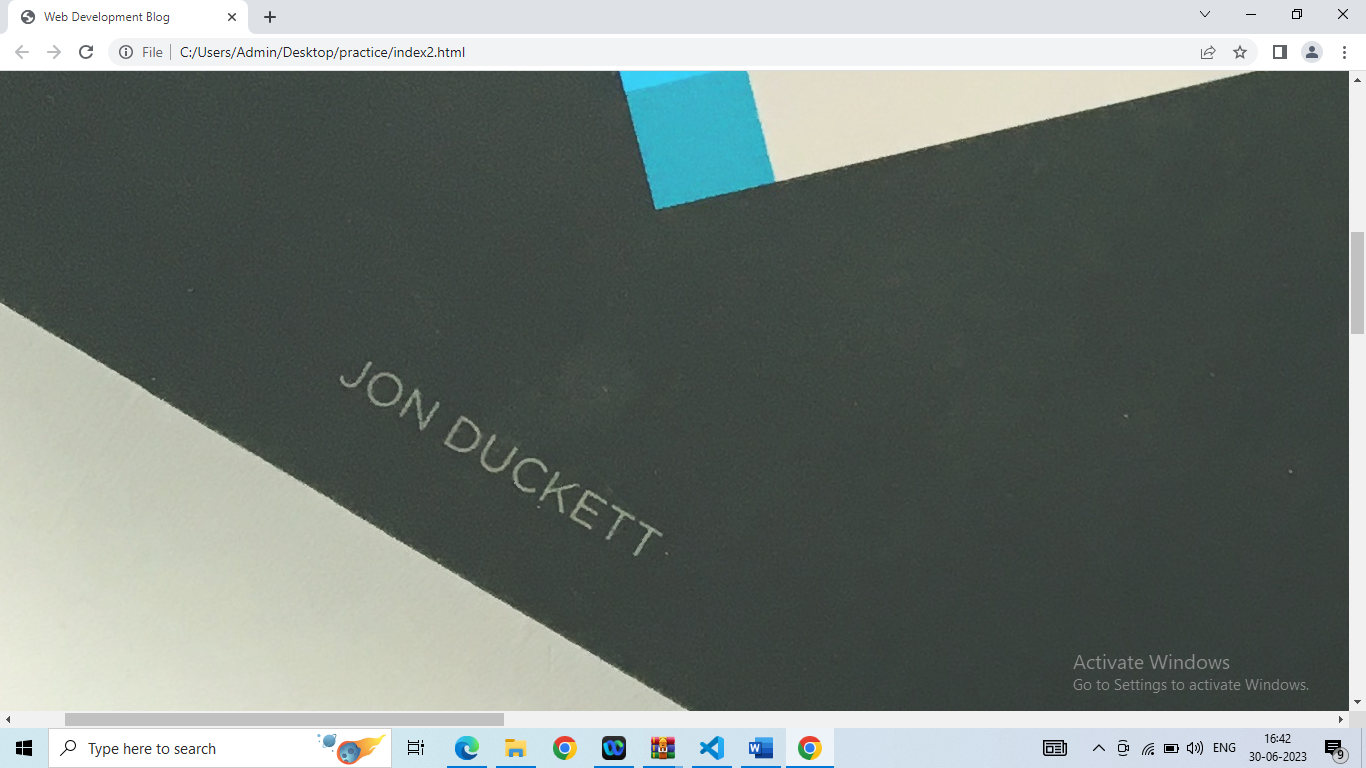 Web Development Blog
File
C:/Users/Admin/Desktop/practice/index2.html
JON DUCKETT
Activate Windows
Go to Settings to activate Windows.
Type here to search
ENG
16:42
30-06-2023
9